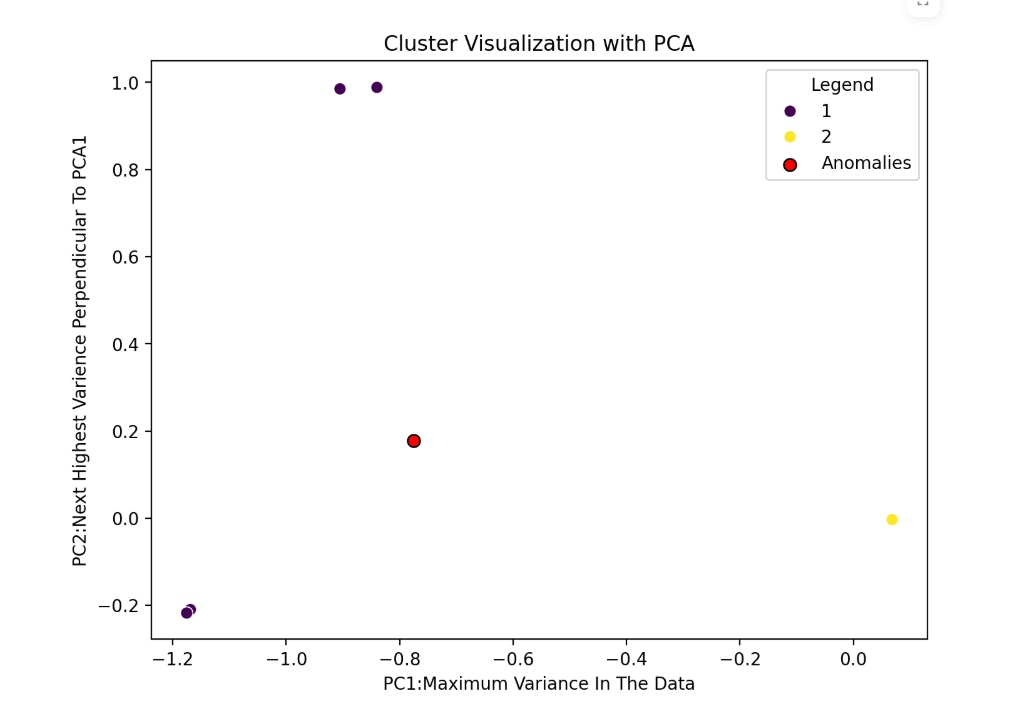 Cluster Visualization with PCA
Legend
1
2
Anomalies
PC2:Next Highest Varience Perpendicular To PCA1
1.0
0.8
0.6
0.4
0.2
0.0
−0.2
−1.2 −1.0 −0.8 −0.6 −0.4 −0.2 0.0
PC1:Maximum Variance In The Data